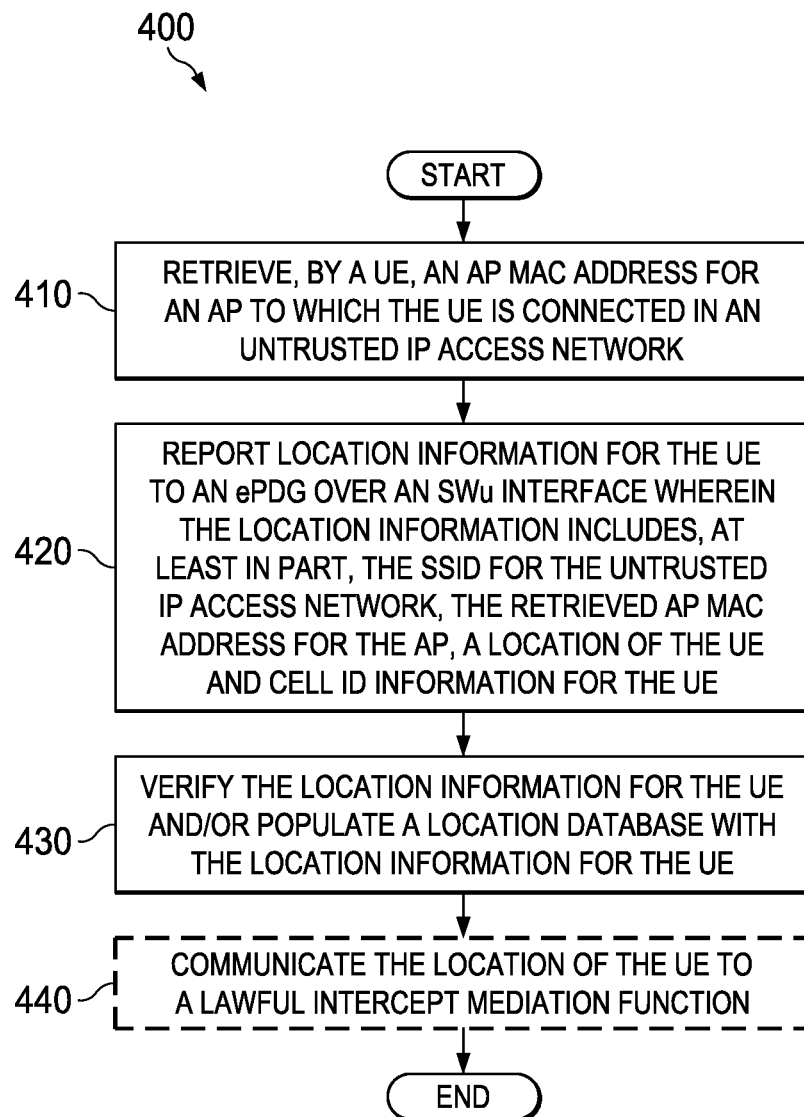 400
START
410
RETRIEVE, BY A UE, AN AP MAC ADDRESS FOR
AN AP TO WHICH THE UE IS CONNECTED IN AN
UNTRUSTED IP ACCESS NETWORK
420
REPORT LOCATION INFORMATION FOR THE UE
TO AN ePDG OVER AN SWu INTERFACE WHEREIN
THE LOCATION INFORMATION INCLUDES, AT
LEAST IN PART, THE SSID FOR THE UNTRUSTED
IP ACCESS NETWORK, THE RETRIEVED AP MAC
ADDRESS FOR THE AP, A LOCATION OF THE UE
AND CELL ID INFORMATION FOR THE UE
430
VERIFY THE LOCATION INFORMATION FOR THE UE
AND/OR POPULATE A LOCATION DATABASE WITH
THE LOCATION INFORMATION FOR THE UE
440
COMMUNICATE THE LOCATION OF THE UE TO
A LAWFUL INTERCEPT MEDIATION FUNCTION
END